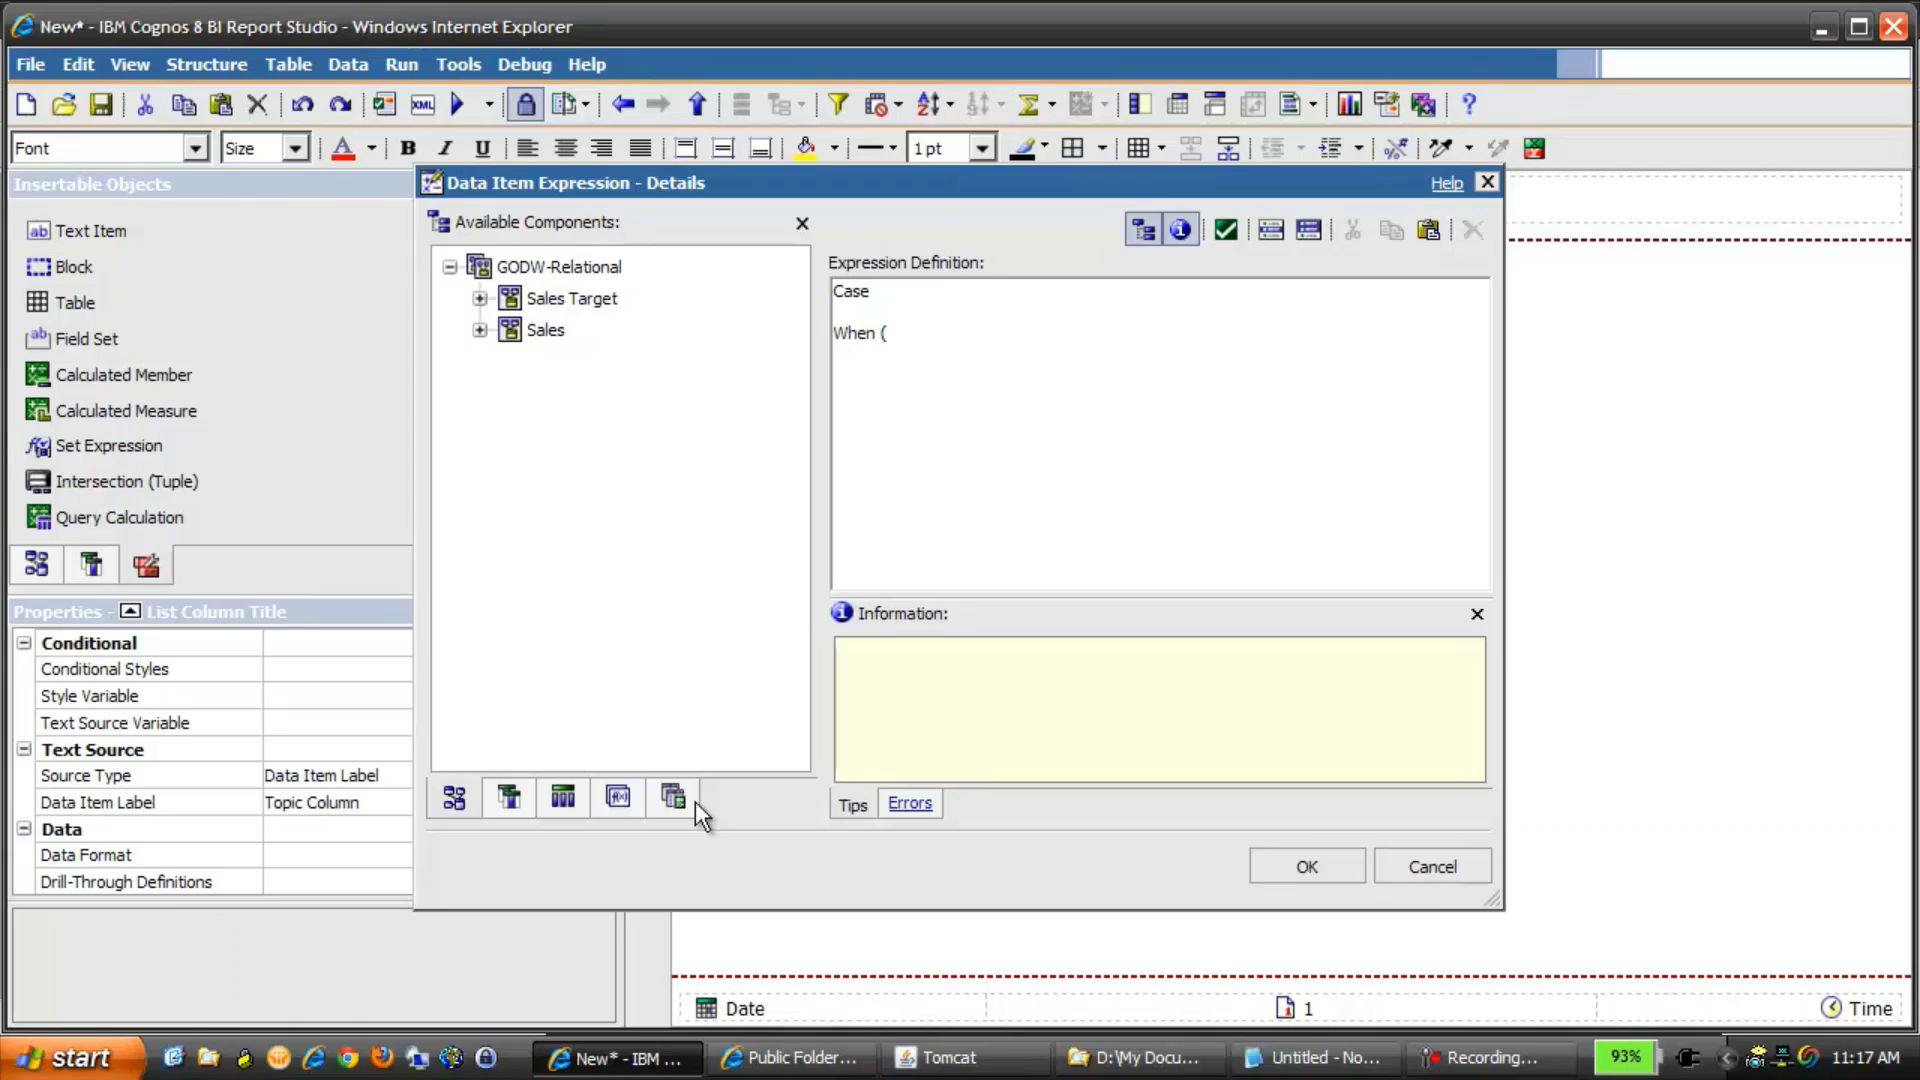 New* - IBM Cognos 8 BI Report Studio - Windows Internet Explorer
File Edit View Structure Table Data Run Tools Debug Help
XML
Font Size A B I U 1 pt
Insertable Objects
Text Item
Block
Table
Field Set
Calculated Member
Calculated Measure
Set Expression
Intersection (Tuple)
Query Calculation
Properties - List Column Title
Conditional
Conditional Styles
Style Variable
Text Source Variable
Text Source
Source Type Data Item Label
Data Item Label Topic Column
Data
Data Format
Drill-Through Definitions
Data Item Expression - Details Help
Available Components:
GODW-Relational
Sales Target
Sales
Expression Definition:
Case
When (
Information:
Tips Errors
OK Cancel
Date 1 Time
start New* - IBM ... Public Folder... Tomcat D:\My Docu... Untitled - No... Recording... 93% 11:17 AM